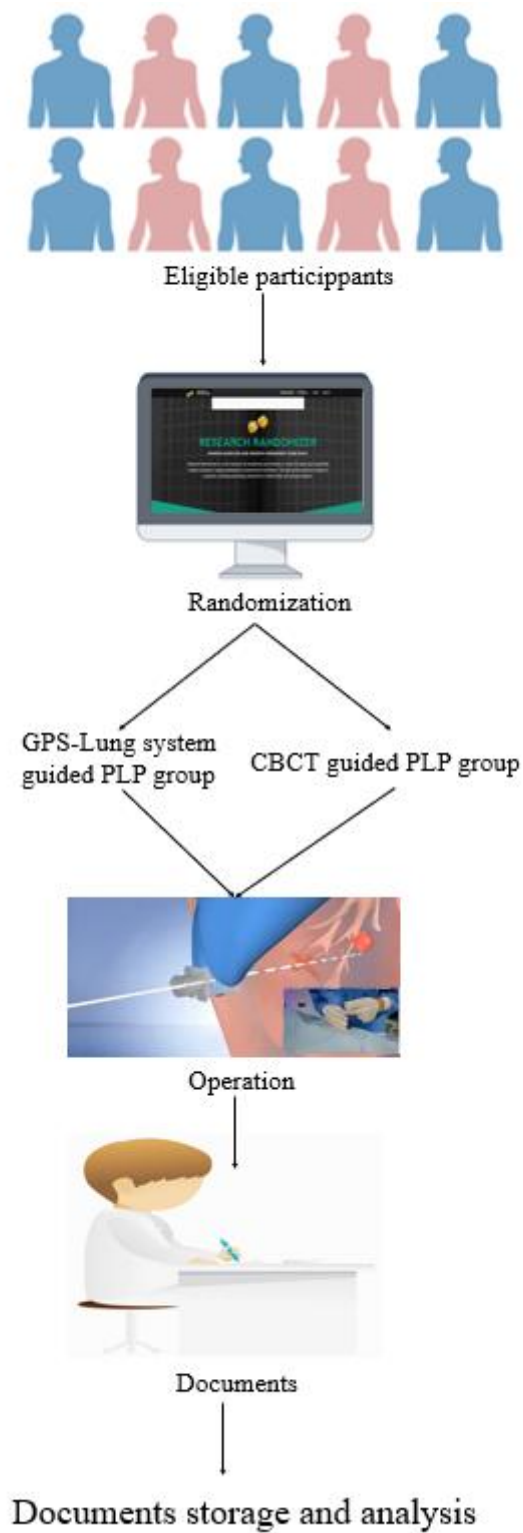 Eligible particippants
RESEARCH RANDOMIZER
Randomization
GPS-Lung system
guided PLP group
CBCT guided PLP group
Operation
Documents
Documents storage and analysis